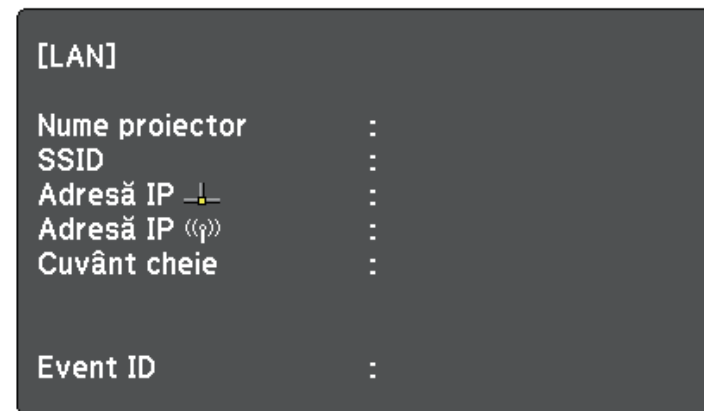 [LAN]
Nume proiector :
SSID :
Adresă IP :
Adresă IP :
Cuvânt cheie :
Event ID :